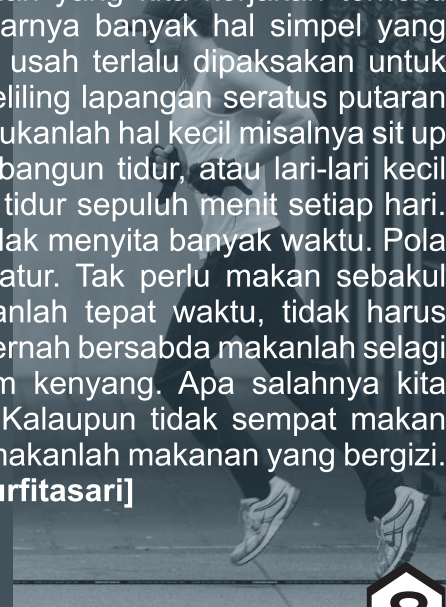 arnya banyak hal simpel yang
usah terlalu dipaksakan untuk
eliling lapangan seratus putaran
ukanlah hal kecil misalnya sit up
bangun tidur, atau lari-lari kecil
tidur sepuluh menit setiap hari.
dak menyita banyak waktu. Pola
atur. Tak perlu makan sebakul
anlah tepat waktu, tidak harus
ernah bersabda makanlah selagi
m kenyang. Apa salahnya kita
Kalaupun tidak sempat makan
makanlah makanan yang bergizi.
urfitasari]